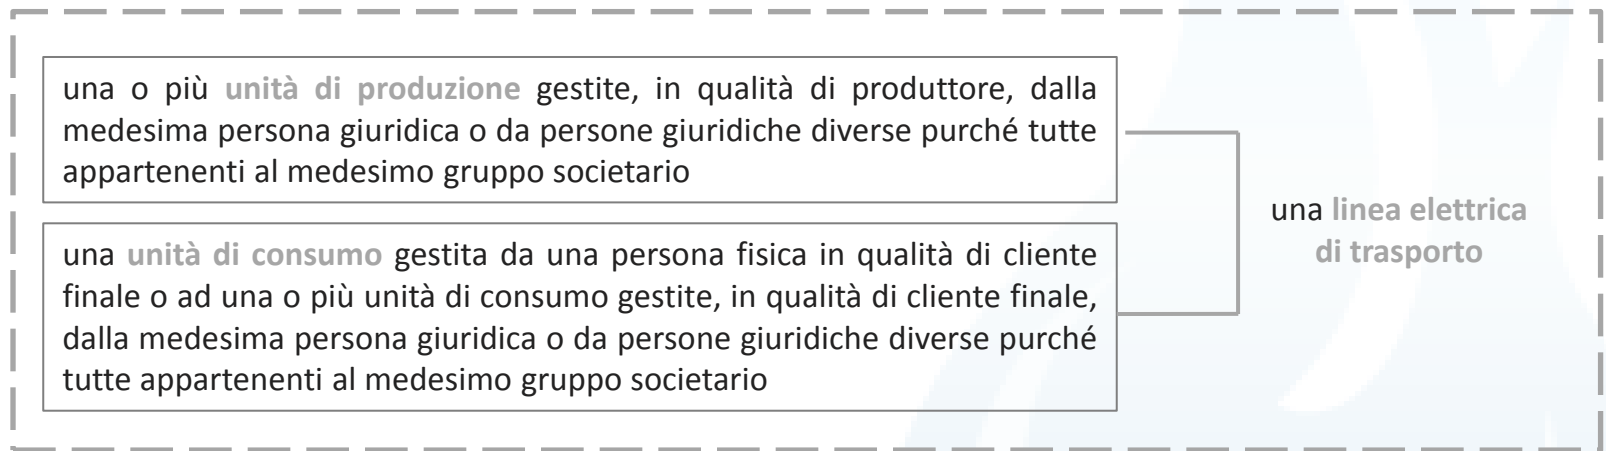 una o più unità di produzione gestite, in qualità di produttore, dalla
medesima persona giuridica o da persone giuridiche diverse purché tutte
appartenenti al medesimo gruppo societario
una unità di consumo gestita da una persona fisica in qualità di cliente
finale o ad una o più unità di consumo gestite, in qualità di cliente finale,
dalla medesima persona giuridica o da persone giuridiche diverse purché
tutte appartenenti al medesimo gruppo societario
una linea elettrica
di trasporto